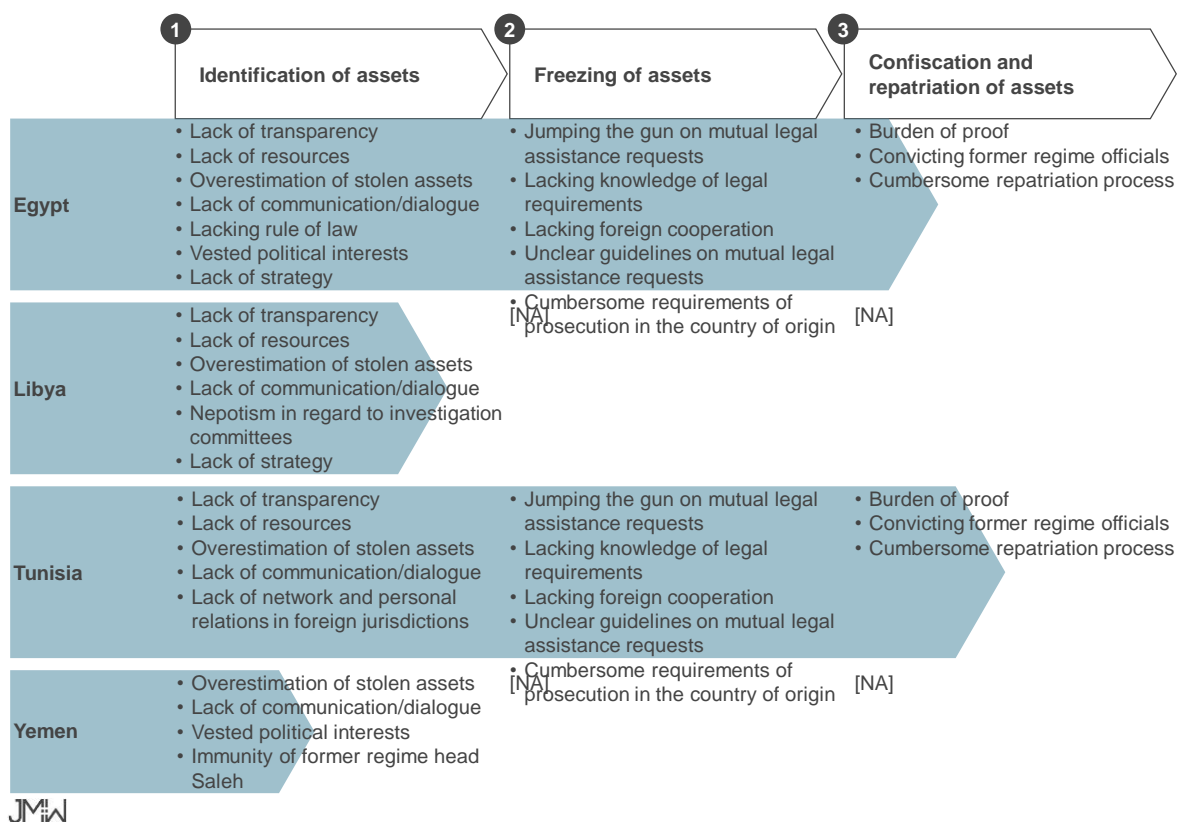 1
Identification of assets
2
Freezing of assets
3
Confiscation and
repatriation of assets
Egypt
• Lack of transparency
• Lack of resources
• Overestimation of stolen assets
• Lack of communication/dialogue
• Lacking rule of law
• Vested political interests
• Lack of strategy
• Jumping the gun on mutual legal
assistance requests
• Lacking knowledge of legal
requirements
• Lacking foreign cooperation
• Unclear guidelines on mutual legal
assistance requests
• Cumbersome requirements of
prosecution in the country of origin
• Burden of proof
• Convicting former regime officials
• Cumbersome repatriation process
Libya
• Lack of transparency
• Lack of resources
• Overestimation of stolen assets
• Lack of communication/dialogue
• Nepotism in regard to investigation
committees
• Lack of strategy
[NA]
[NA]
Tunisia
• Lack of transparency
• Lack of resources
• Overestimation of stolen assets
• Lack of communication/dialogue
• Lack of network and personal
relations in foreign jurisdictions
• Jumping the gun on mutual legal
assistance requests
• Lacking knowledge of legal
requirements
• Lacking foreign cooperation
• Unclear guidelines on mutual legal
assistance requests
• Cumbersome requirements of
prosecution in the country of origin
• Burden of proof
• Convicting former regime officials
• Cumbersome repatriation process
Yemen
• Overestimation of stolen assets
• Lack of communication/dialogue
• Vested political interests
• Immunity of former regime head
Saleh
[NA]
[NA]